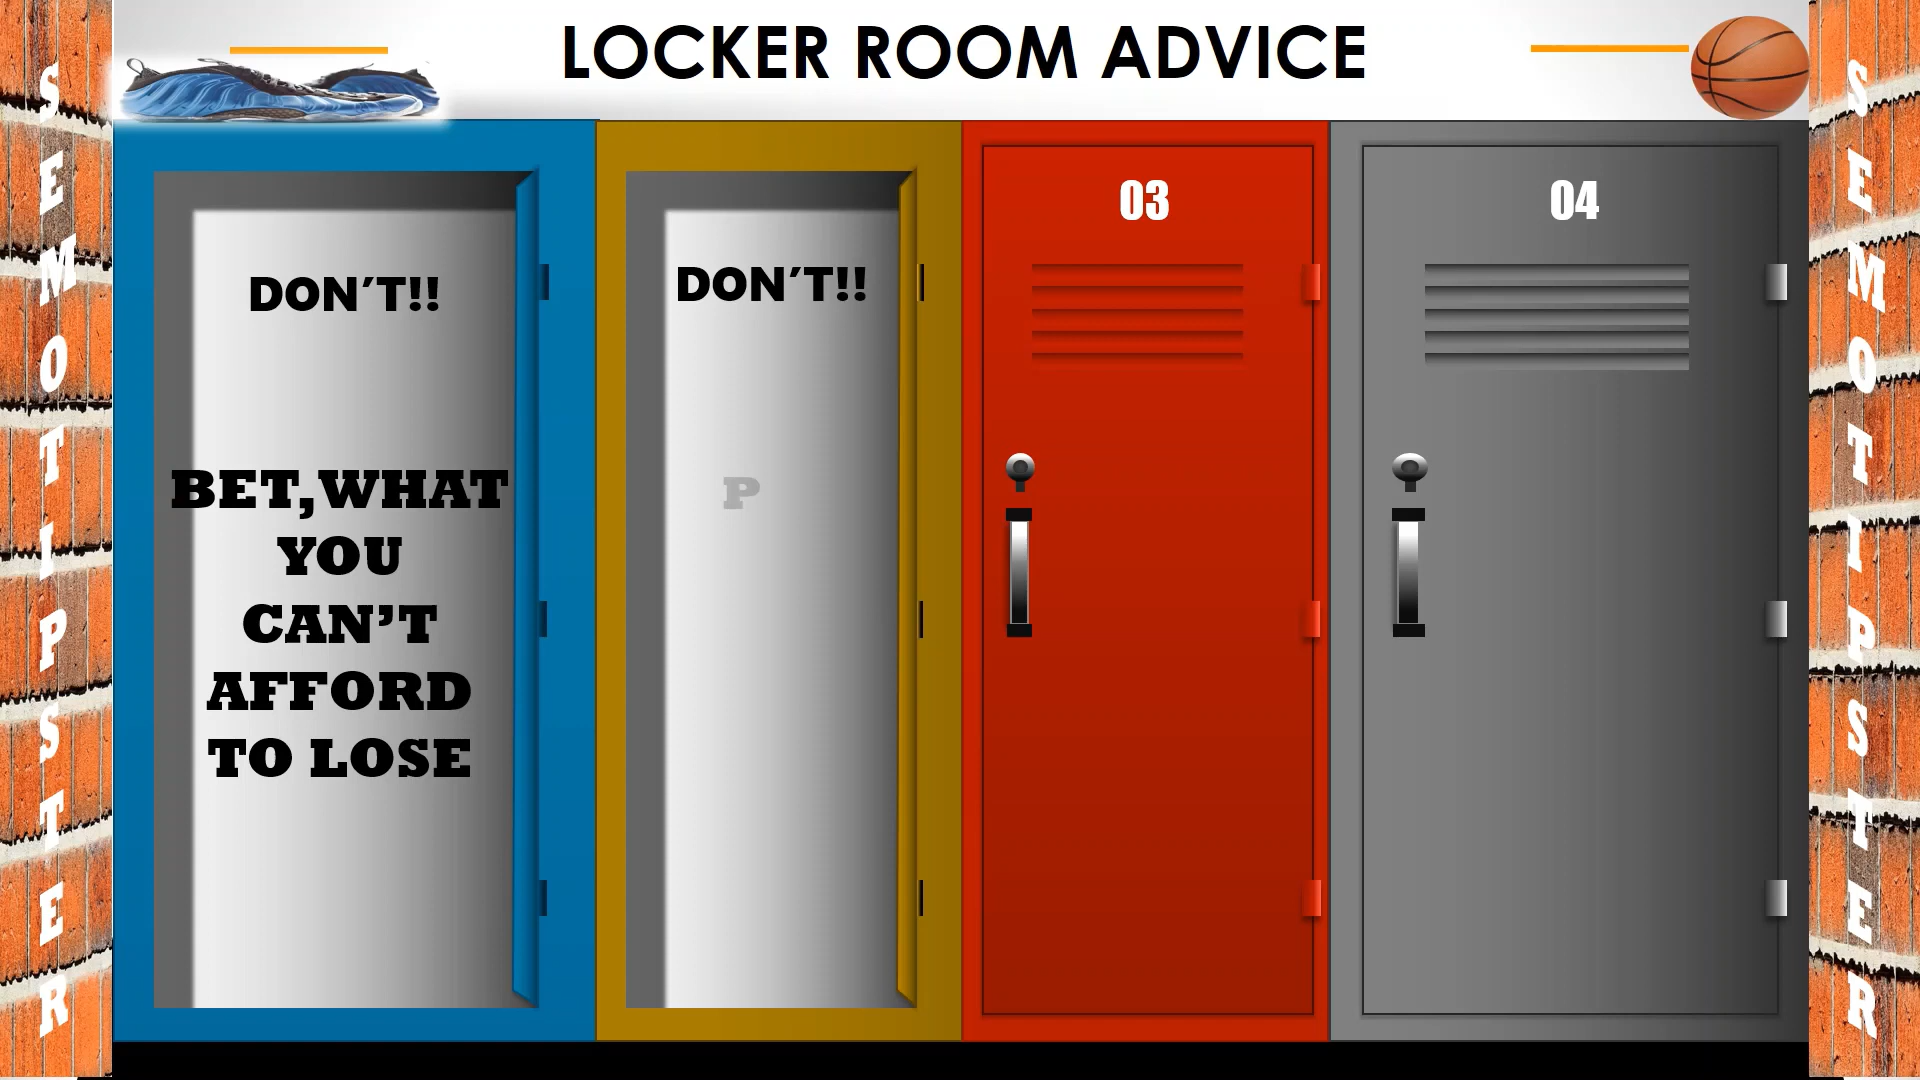 LOCKER ROOM ADVICE
SEMOTIPSTER
DON'T!!
BET,WHAT
YOU
CAN'T
AFFORD
TO LOSE
DON'T!!
P
03
04
SEMOTIPSTER